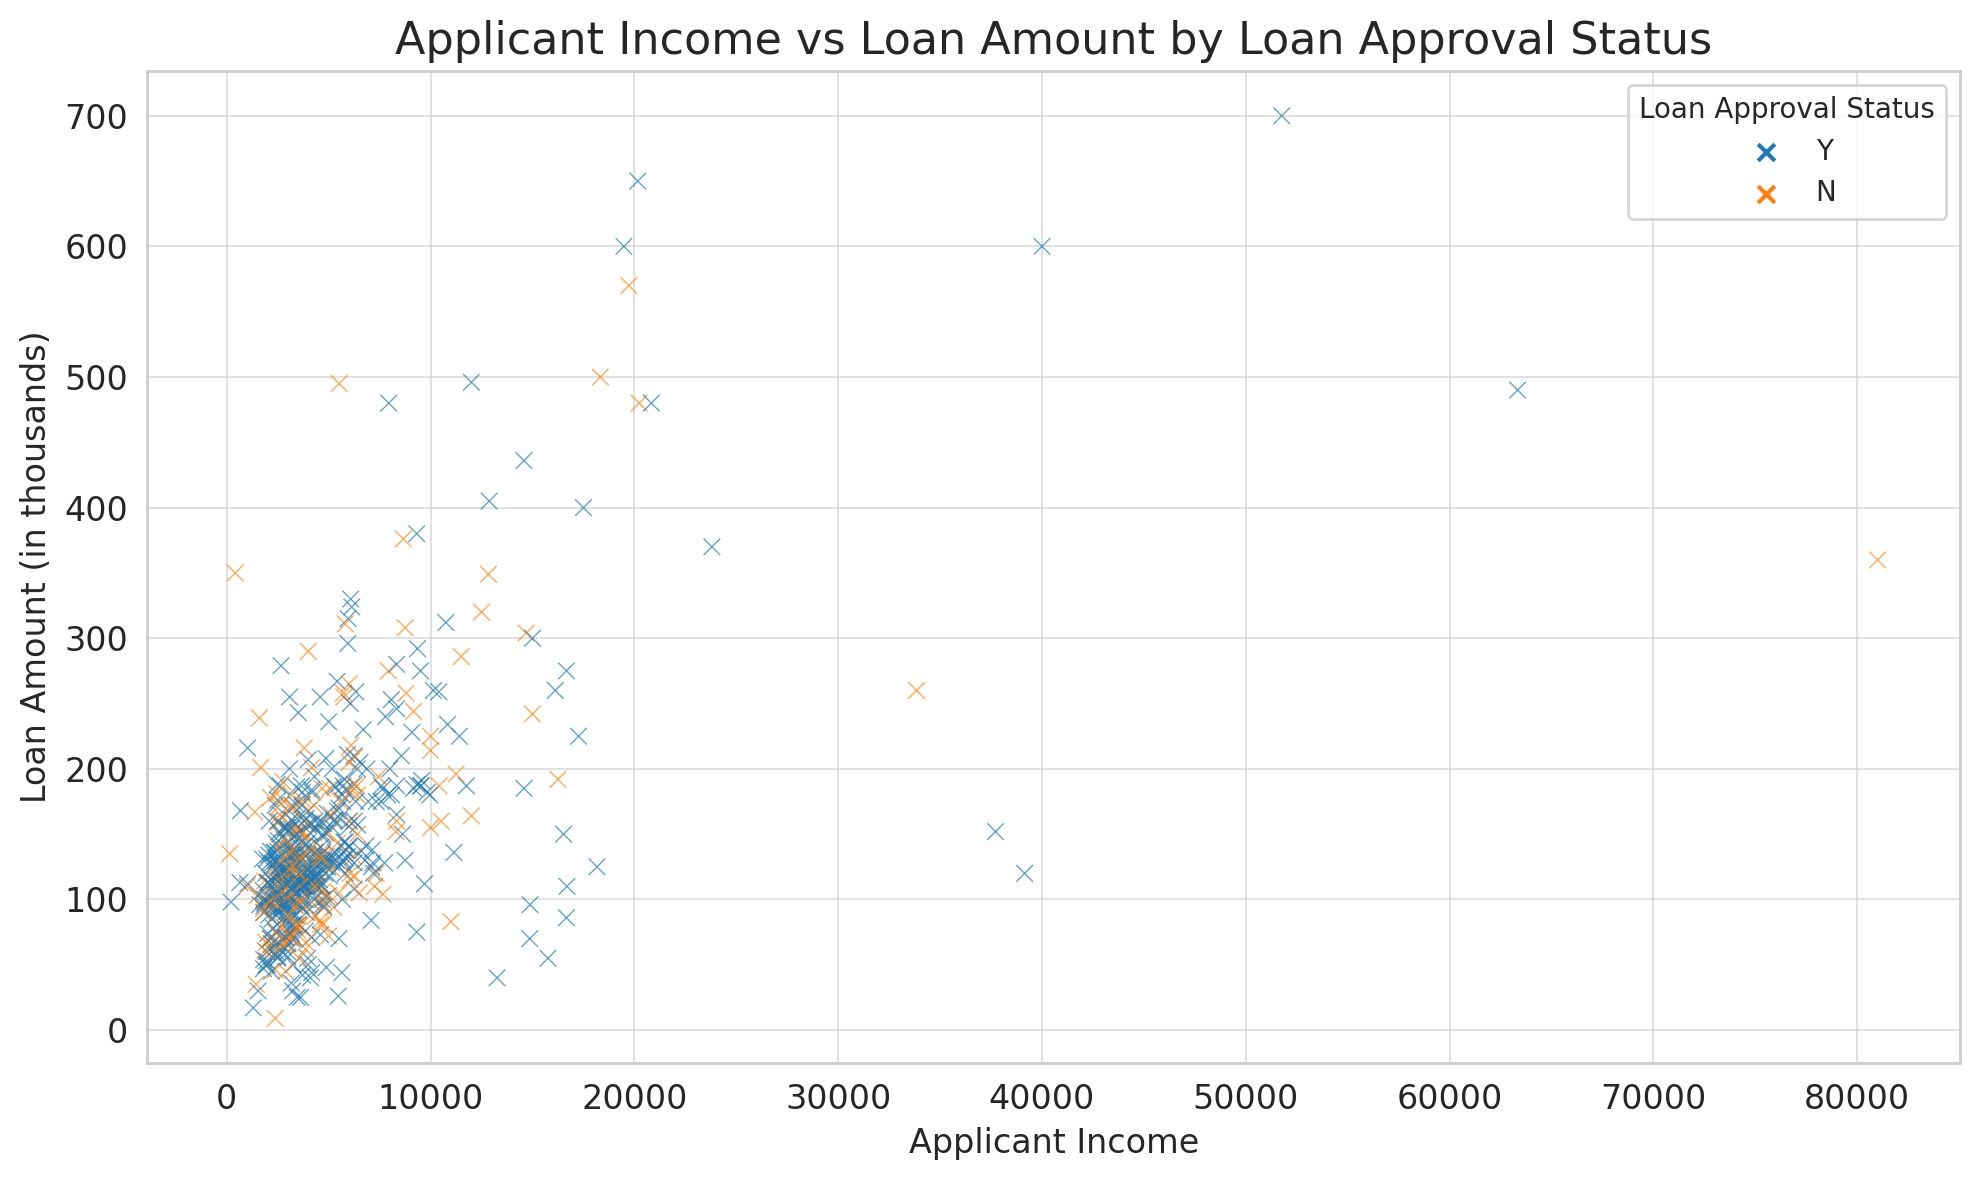 Applicant Income vs Loan Amount by Loan Approval Status
Loan Approval Status
Y
N
Loan Amount (in thousands)
700
600
500
400
300
200
100
0
0 10000 20000 30000 40000 50000 60000 70000 80000
Applicant Income